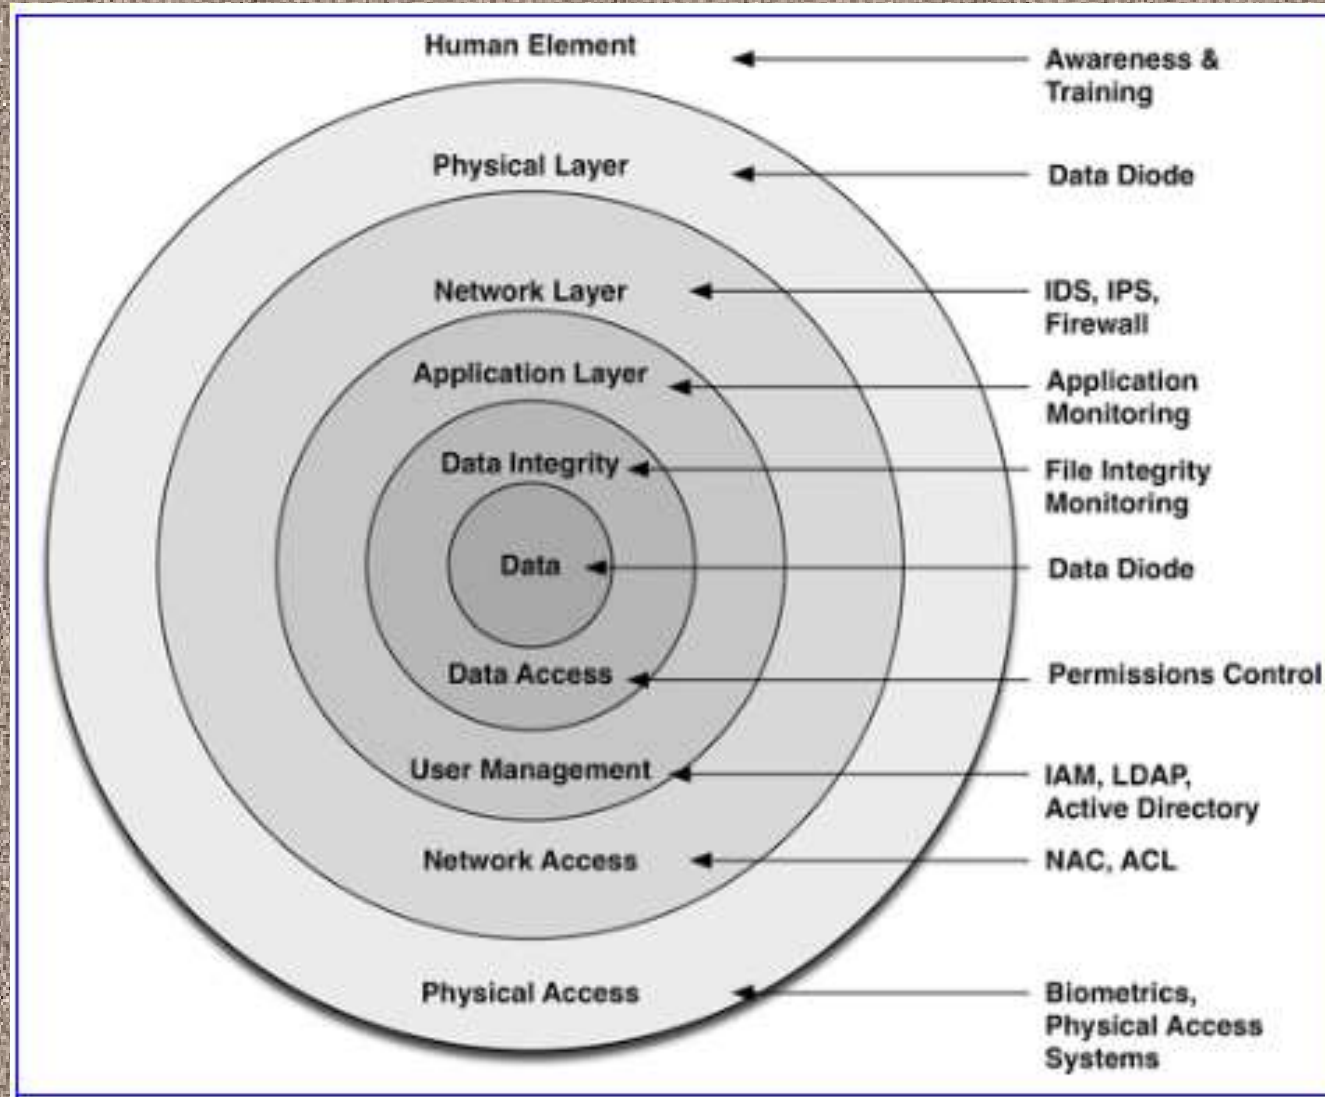 Human Element
Awareness &
Training
Physical Layer
Data Diode
Network Layer
IDS, IPS,
Firewall
Application Layer
Application
Monitoring
Data Integrity
File Integrity
Monitoring
Data
Data Diode
Data Access
Permissions Control
User Management
IAM, LDAP,
Active Directory
Network Access
NAC, ACL
Physical Access
Biometrics,
Physical Access
Systems